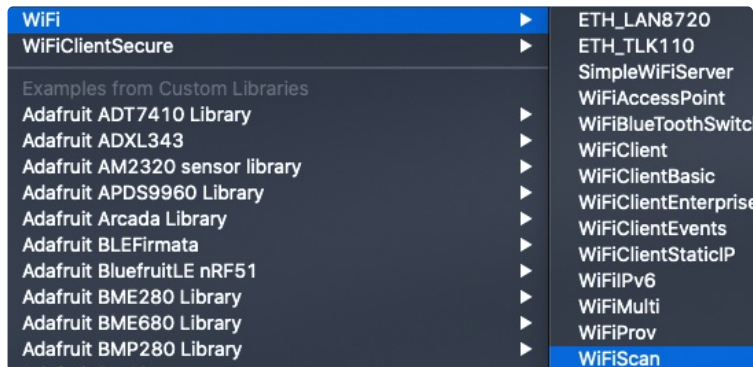 WiFi
WiFiClientSecure
Examples from Custom Libraries
Adafruit ADT7410 Library
Adafruit ADXL343
Adafruit AM2320 sensor library
Adafruit APDS9960 Library
Adafruit Arcada Library
Adafruit BLEFirmata
Adafruit BluefruitLE nRF51
Adafruit BME280 Library
Adafruit BME680 Library
Adafruit BMP280 Library
ETH_LAN8720
ETH_TLK110
SimpleWiFiServer
WiFiAccessPoint
WiFiBlueToothSwitc
WiFiClient
WiFiClientBasic
WiFiClientEnterprise
WiFiClientEvents
WiFiClientStaticIP
WiFiIPv6
WiFiMulti
WiFiProv
WiFiScan